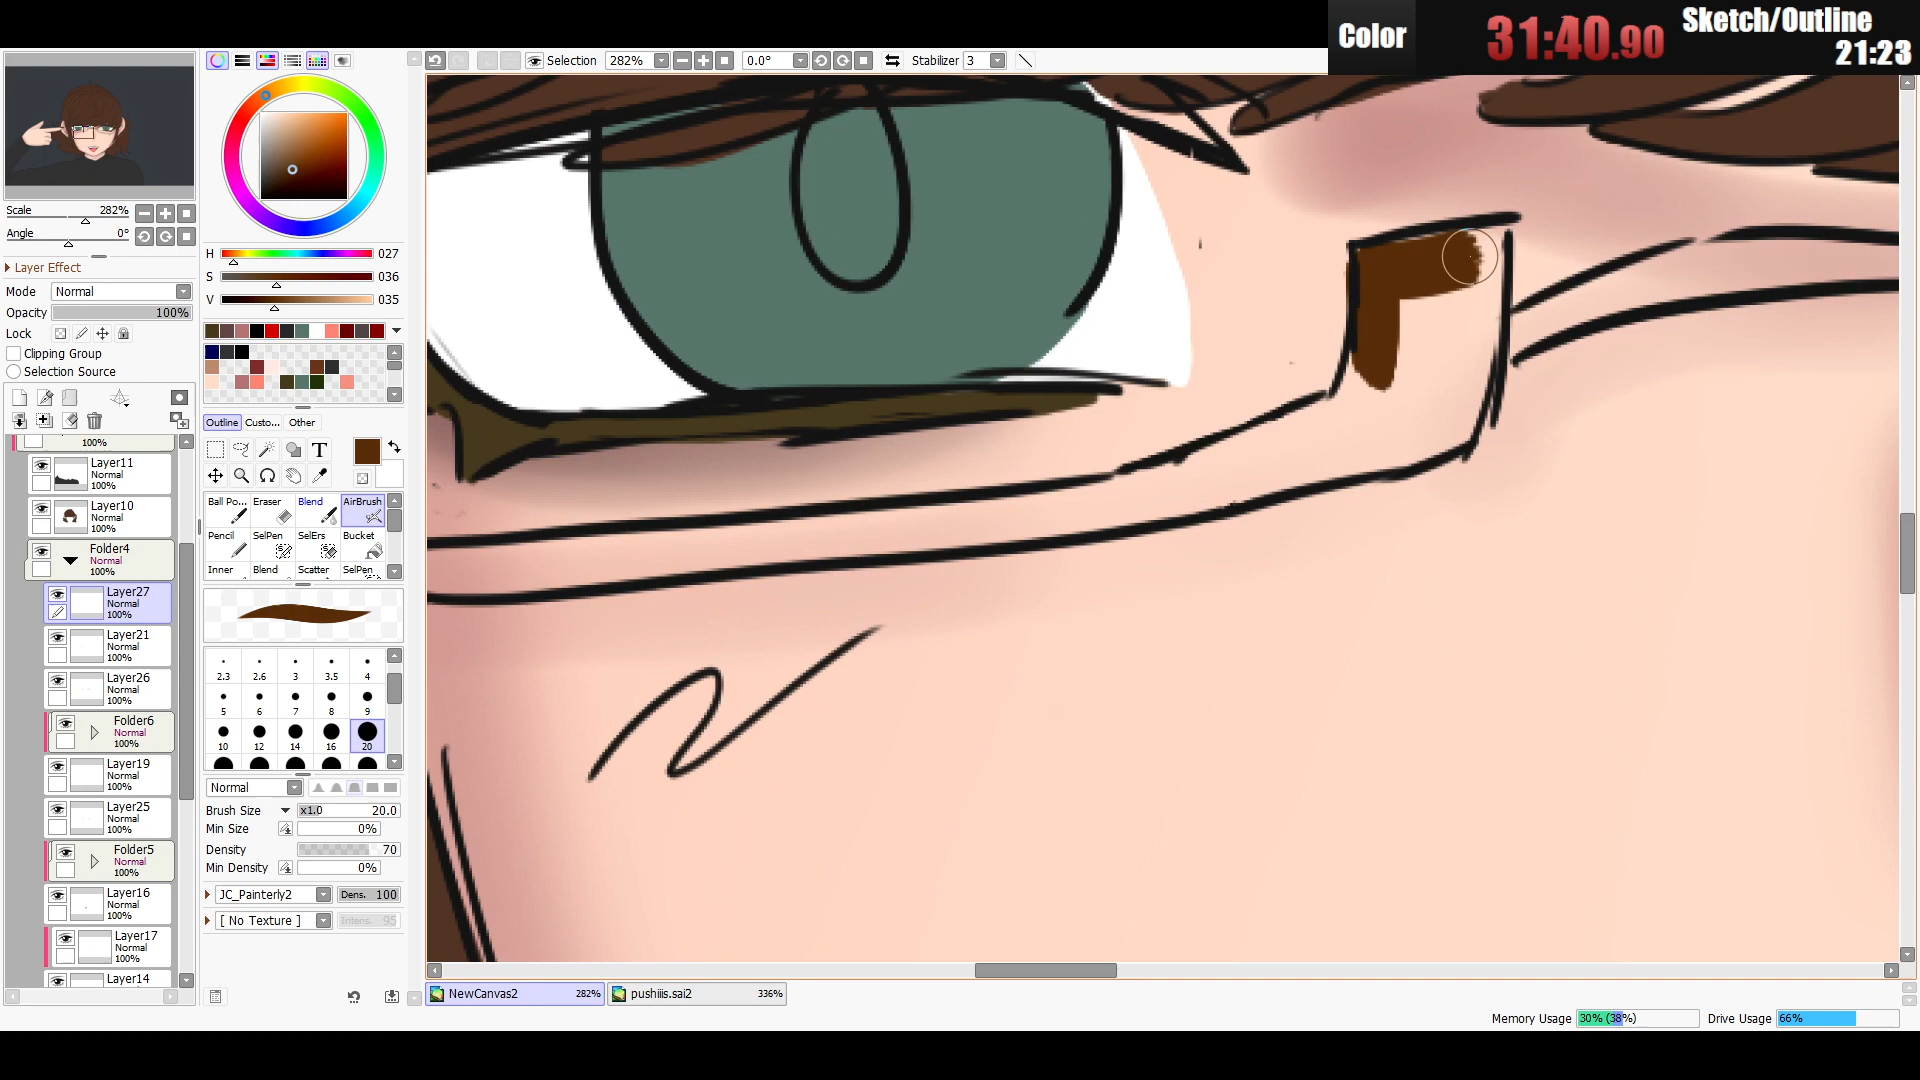 Color
31:40.90
Sketch/Outline
21:23
Selection
282%
0.0°
Stabilizer 3
Scale 282%
Angle 0°
Layer Effect
Mode Normal
Opacity 100%
Lock
Clipping Group
Selection Source
100%
Layer11
Normal
100%
Layer10
Normal
100%
Folder4
Normal
100%
Layer27
Normal
100%
Layer21
Normal
100%
Layer26
Normal
100%
Folder6
Normal
100%
Layer19
Normal
100%
Layer25
Normal
100%
Folder5
Normal
100%
Layer16
Normal
100%
Layer17
Normal
100%
Layer14
H 027
S 036
V 035
Outline Custo... Other
T
Ball Po... Eraser Blend AirBrush
Pencil SelPen SelErs Bucket
Inner Blend Scatter SelPen
2.3 2.6 3 3.5 4
5 6 7 8 9
10 12 14 16 20
Normal
Brush Size x1.0 20.0
Min Size 0%
Density 70
Min Density 0%
JC_Painterly2 Dens. 100
[ No Texture ] Intens. 95
NewCanvas2 282%
pushiiis.sai2 336%
Memory Usage 30% (38%)
Drive Usage 66%